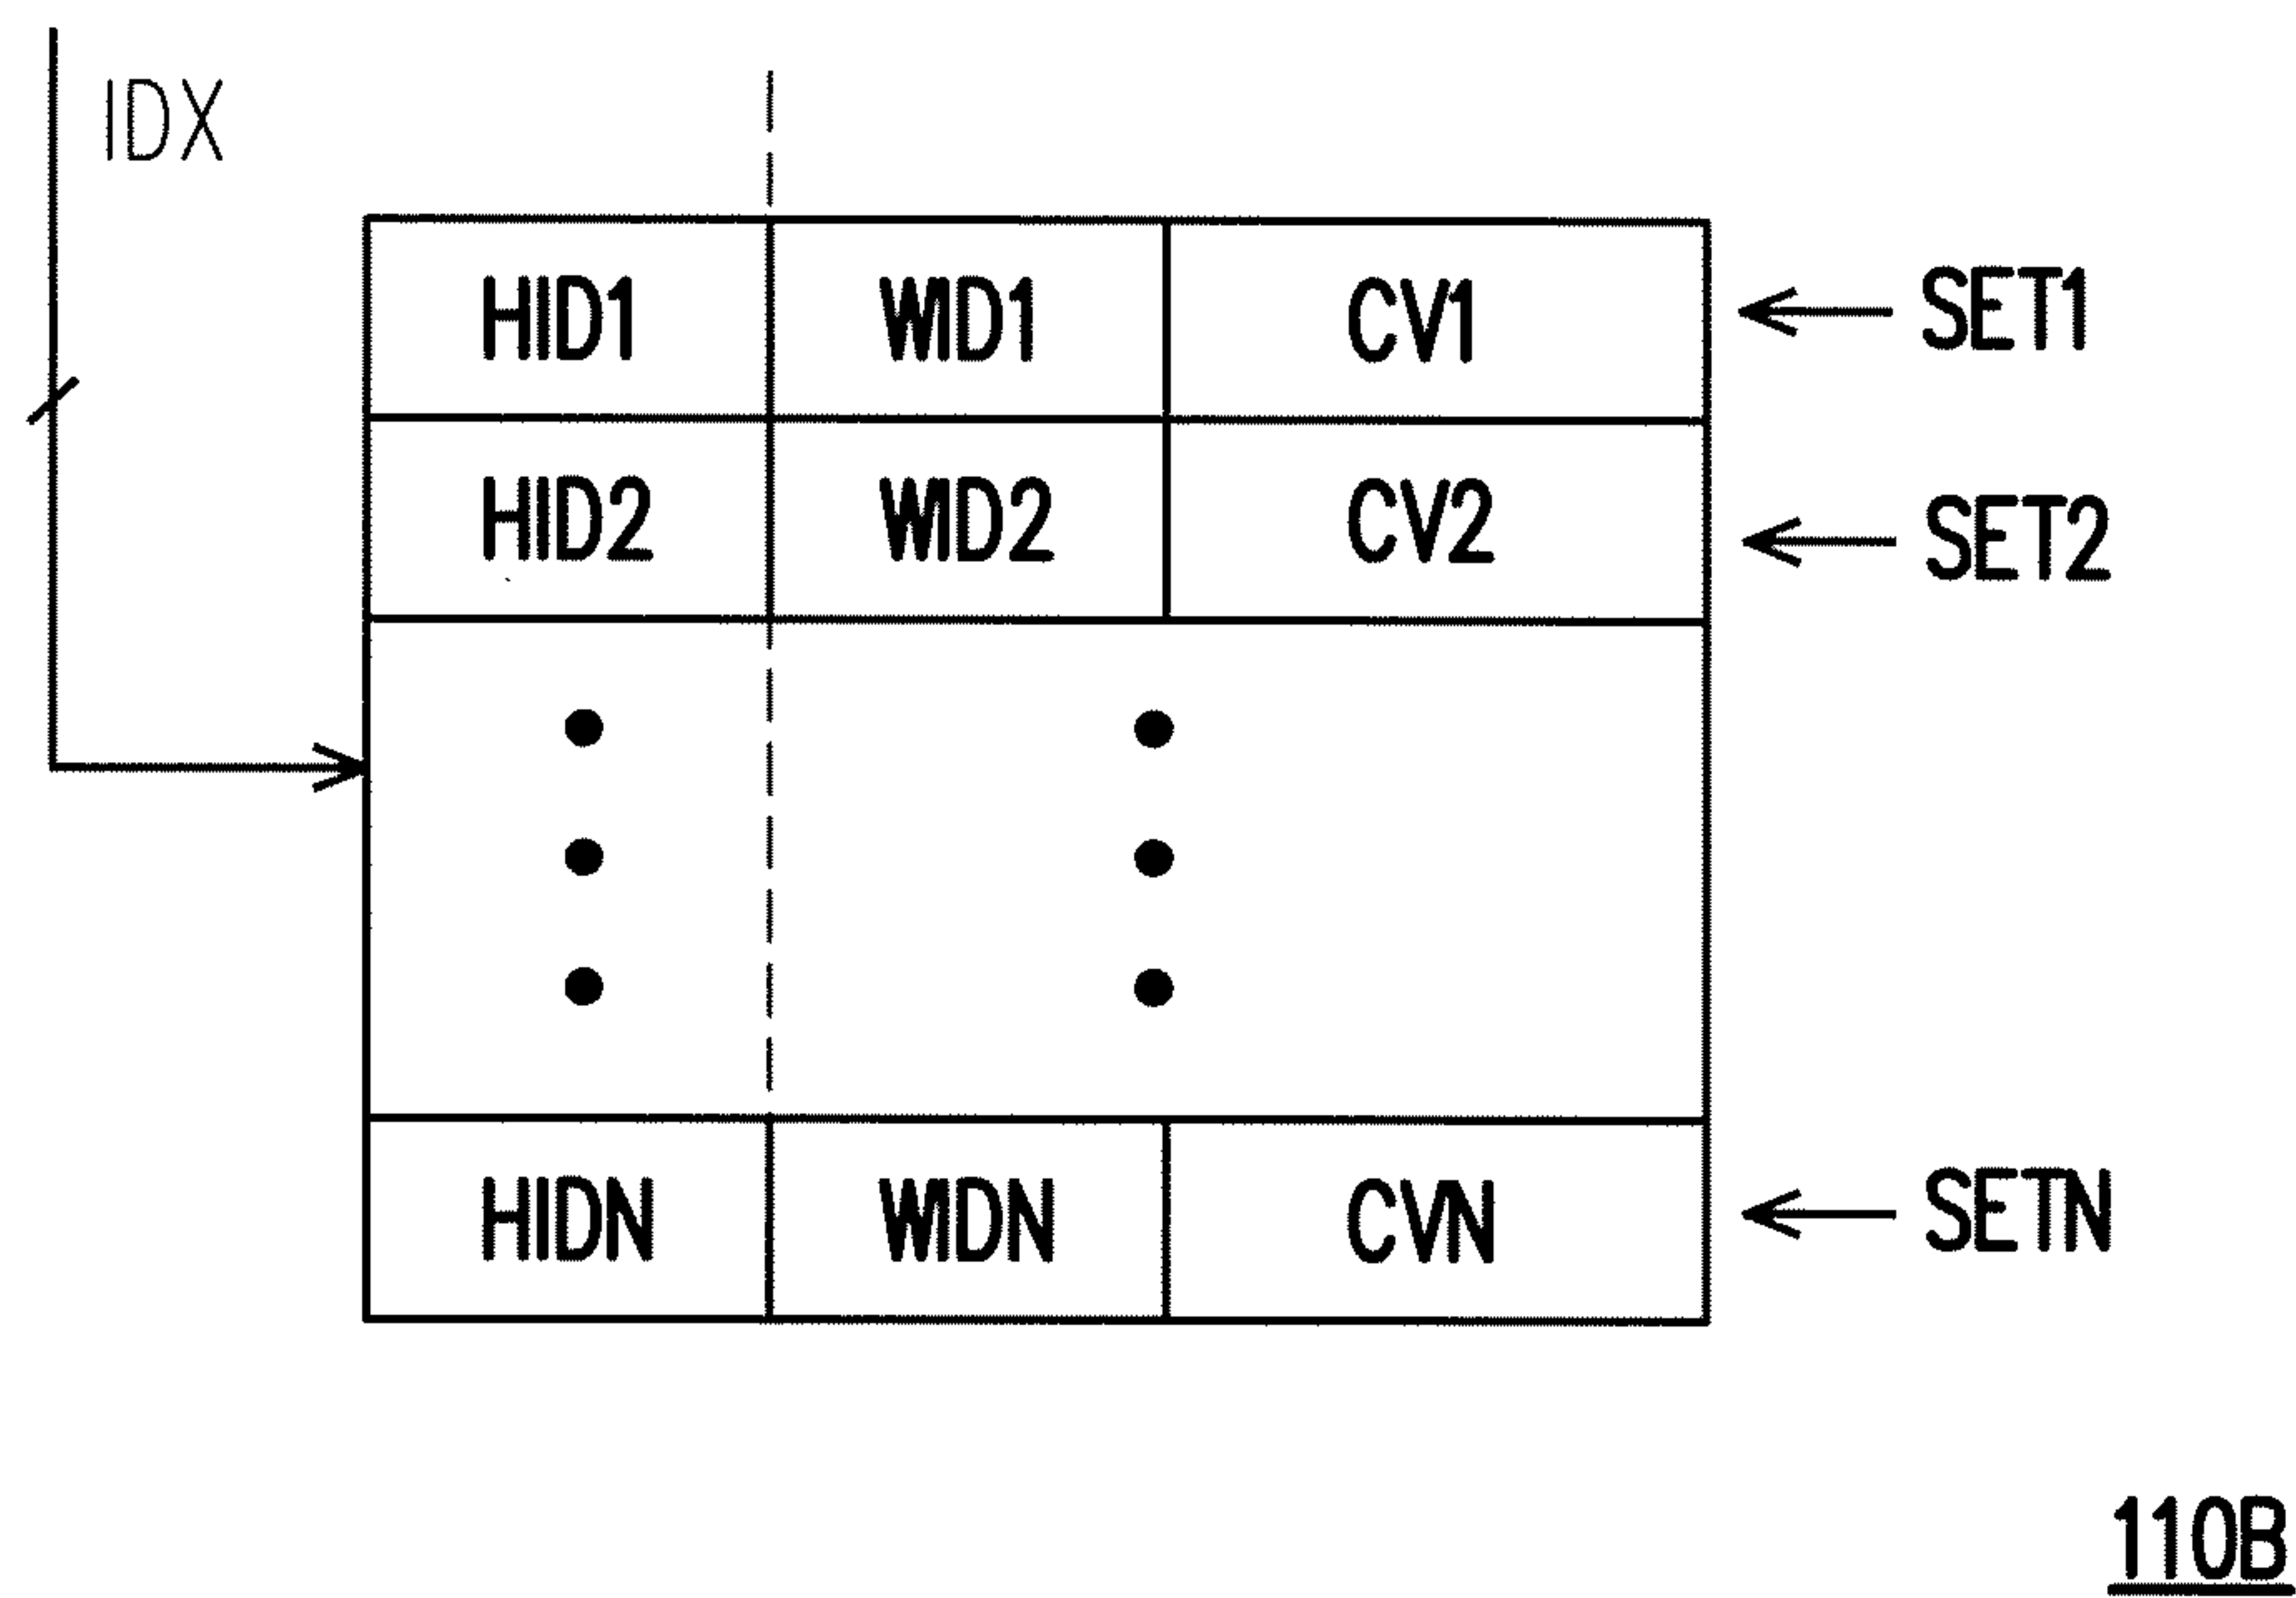 IDX
HID1 WID1 CV1 SET1
HID2 WID2 CV2 SET2
HIDN WIDN CVN SETN
110B